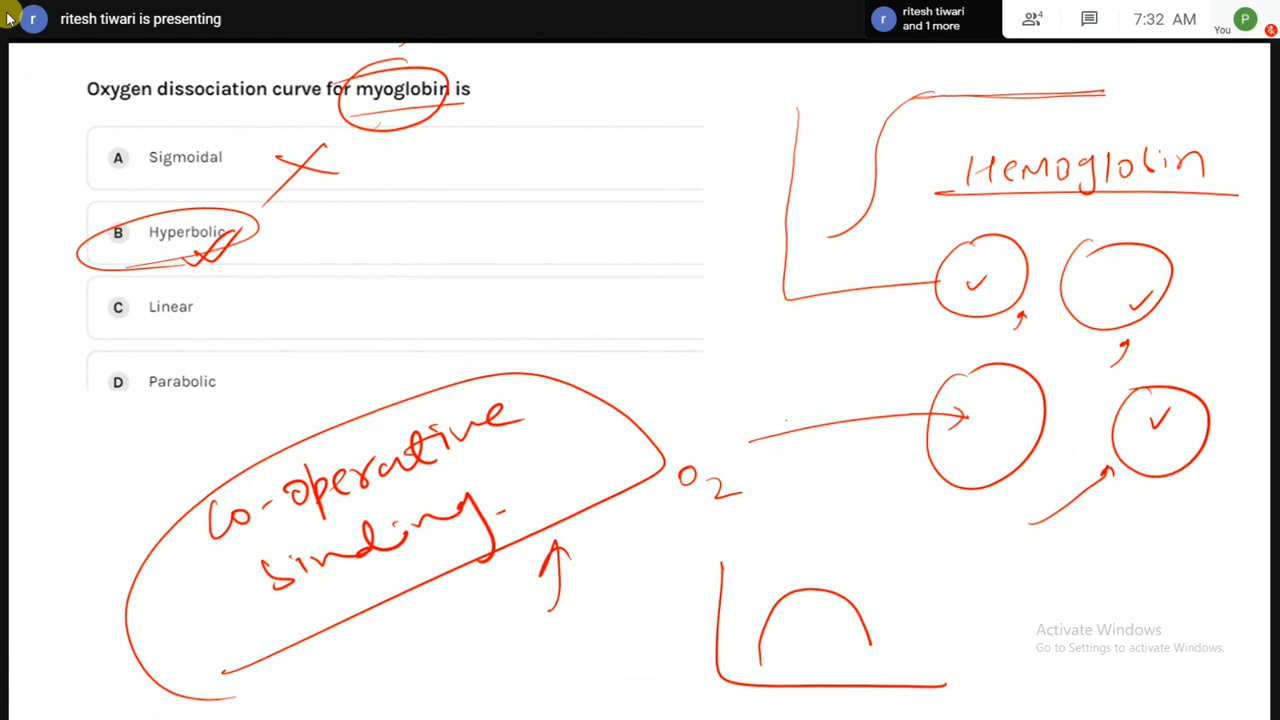 r ritesh tiwari is presenting
r ritesh tiwari and 1 more
4
7:32 AM
You
P
Oxygen dissociation curve for myoglobin is
A Sigmoidal
B Hyperbolic
C Linear
D Parabolic
Hemoglobin
Co-operative
Binding.
O2
Activate Windows
Go to Settings to activate Windows.